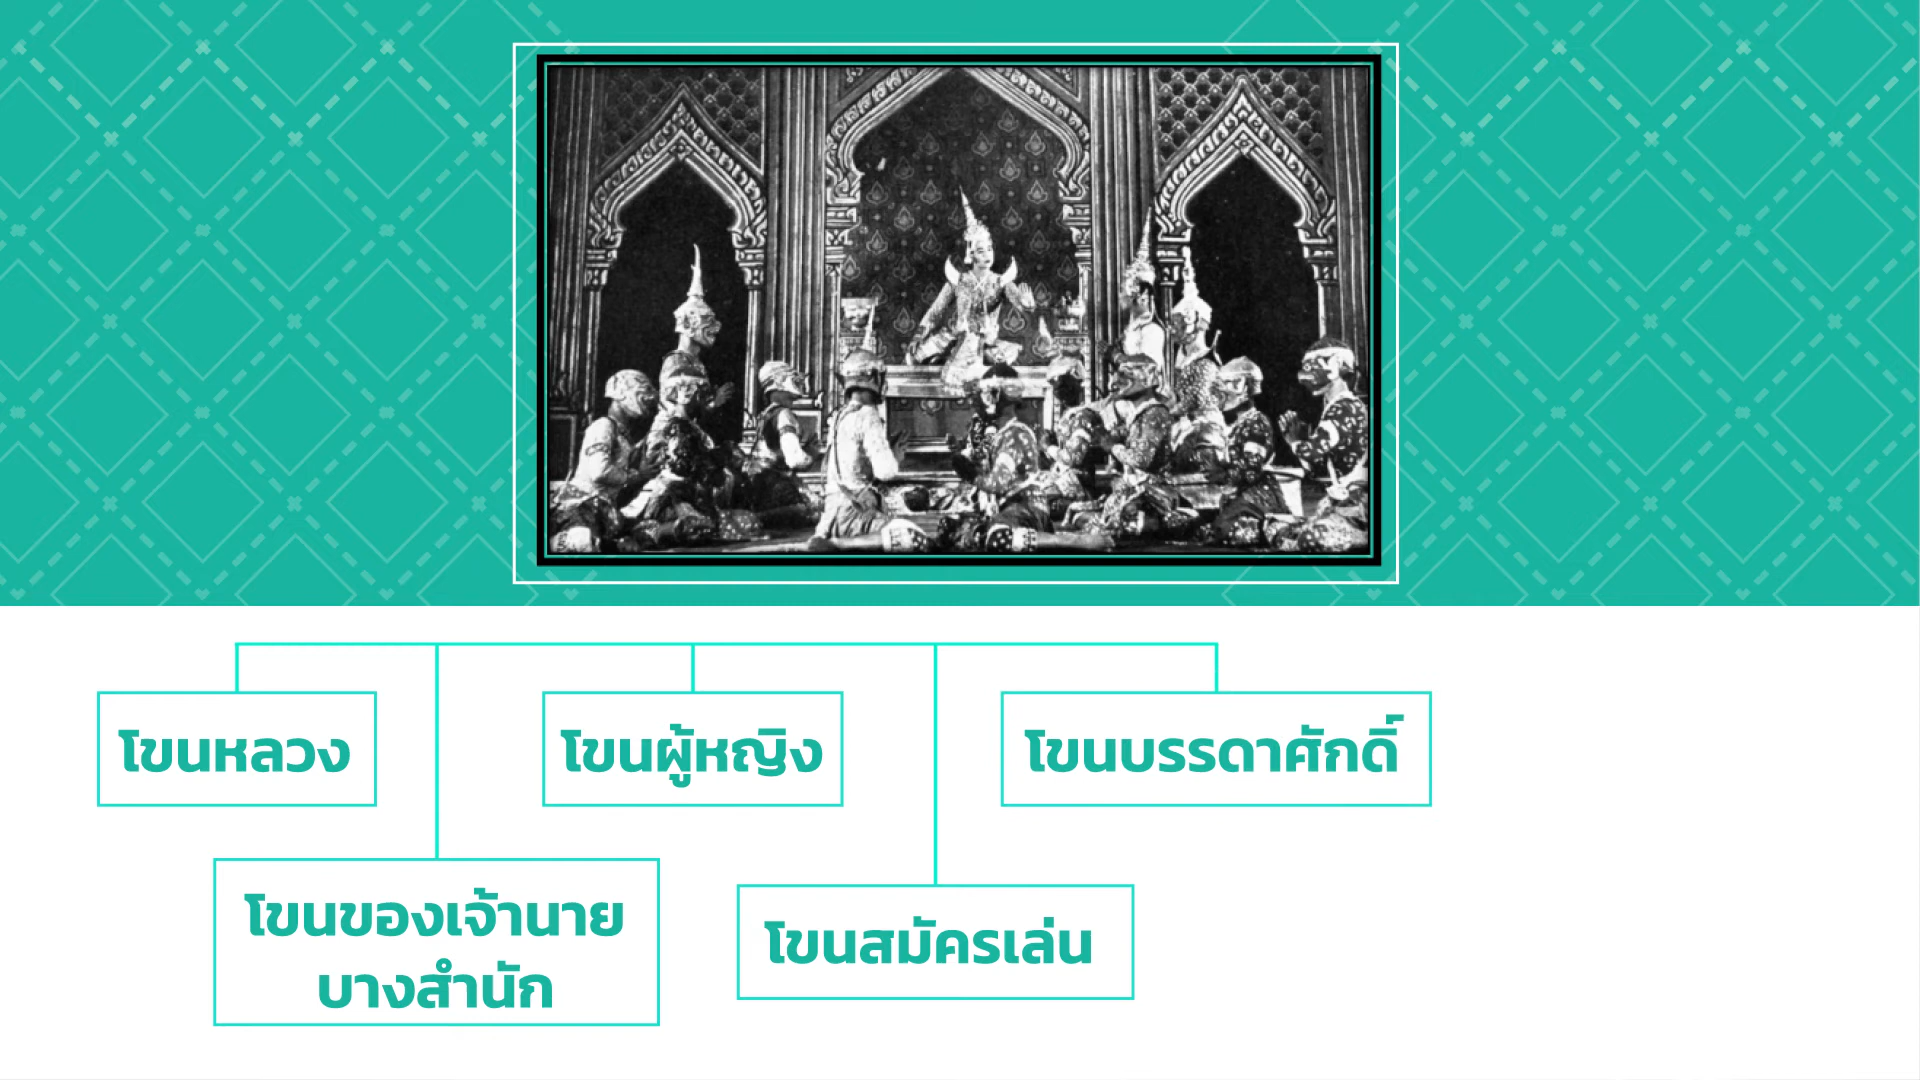 โขนหลวง
โขนผู้หญิง
โขนบรรดาศักดิ์
โขนของเจ้านาย
บางสำนัก
โขนสมัครเล่น